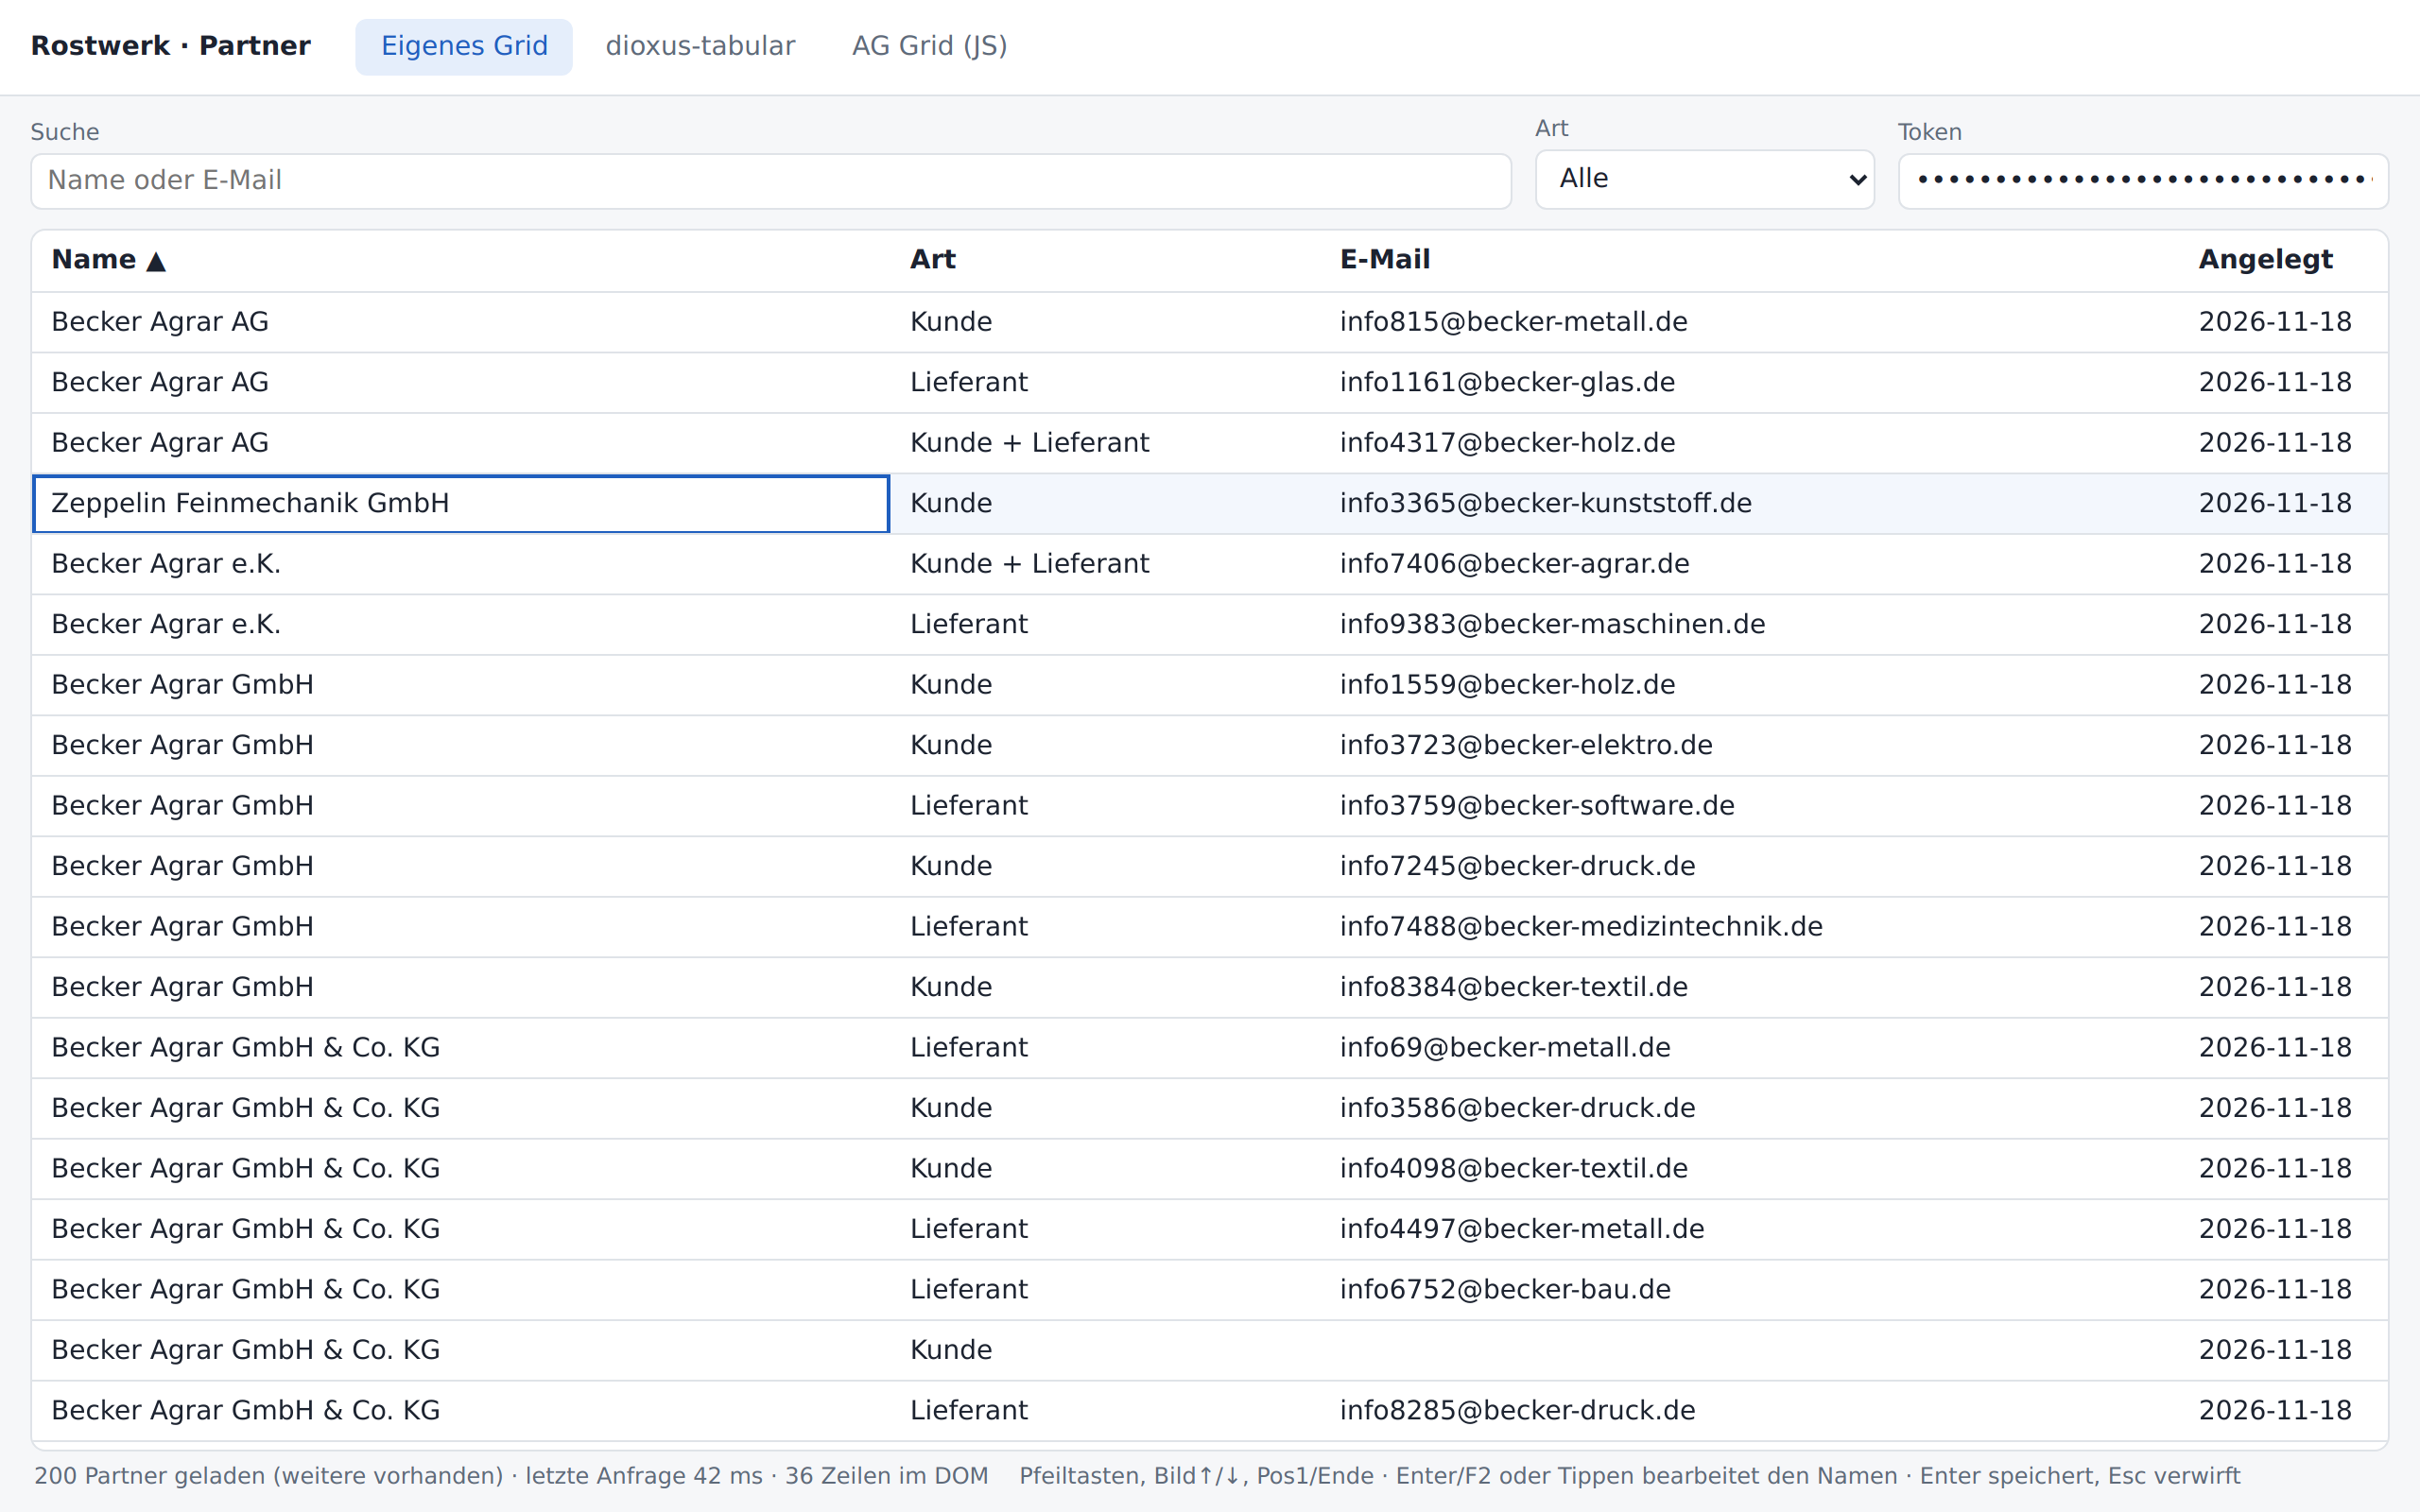 Rostwerk · Partner Eigenes Grid dioxus-tabular AG Grid (JS)
Suche Art Token
Name oder E-Mail Alle ••••••••••••••••••••••••••••••
Name ▲ Art E-Mail Angelegt
Becker Agrar AG Kunde info815@becker-metall.de 2026-11-18
Becker Agrar AG Lieferant info1161@becker-glas.de 2026-11-18
Becker Agrar AG Kunde + Lieferant info4317@becker-holz.de 2026-11-18
Zeppelin Feinmechanik GmbH Kunde info3365@becker-kunststoff.de 2026-11-18
Becker Agrar e.K. Kunde + Lieferant info7406@becker-agrar.de 2026-11-18
Becker Agrar e.K. Lieferant info9383@becker-maschinen.de 2026-11-18
Becker Agrar GmbH Kunde info1559@becker-holz.de 2026-11-18
Becker Agrar GmbH Kunde info3723@becker-elektro.de 2026-11-18
Becker Agrar GmbH Lieferant info3759@becker-software.de 2026-11-18
Becker Agrar GmbH Kunde info7245@becker-druck.de 2026-11-18
Becker Agrar GmbH Lieferant info7488@becker-medizintechnik.de 2026-11-18
Becker Agrar GmbH Kunde info8384@becker-textil.de 2026-11-18
Becker Agrar GmbH & Co. KG Lieferant info69@becker-metall.de 2026-11-18
Becker Agrar GmbH & Co. KG Kunde info3586@becker-druck.de 2026-11-18
Becker Agrar GmbH & Co. KG Kunde info4098@becker-textil.de 2026-11-18
Becker Agrar GmbH & Co. KG Lieferant info4497@becker-metall.de 2026-11-18
Becker Agrar GmbH & Co. KG Lieferant info6752@becker-bau.de 2026-11-18
Becker Agrar GmbH & Co. KG Kunde 2026-11-18
Becker Agrar GmbH & Co. KG Lieferant info8285@becker-druck.de 2026-11-18
200 Partner geladen (weitere vorhanden) · letzte Anfrage 42 ms · 36 Zeilen im DOM Pfeiltasten, Bild↑/↓, Pos1/Ende · Enter/F2 oder Tippen bearbeitet den Namen · Enter speichert, Esc verwirft